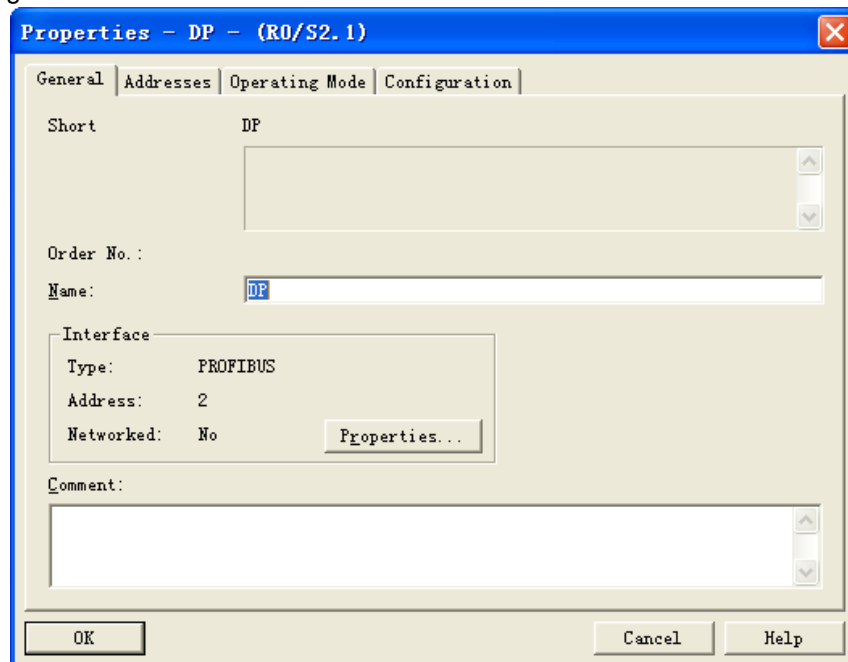 Properties - DP - (R0/S2.1)
General Addresses Operating Mode Configuration
Short DP
Order No.:
Name: DP
Interface
Type: PROFIBUS
Address: 2
Networked: No Properties...
Comment:
OK Cancel Help